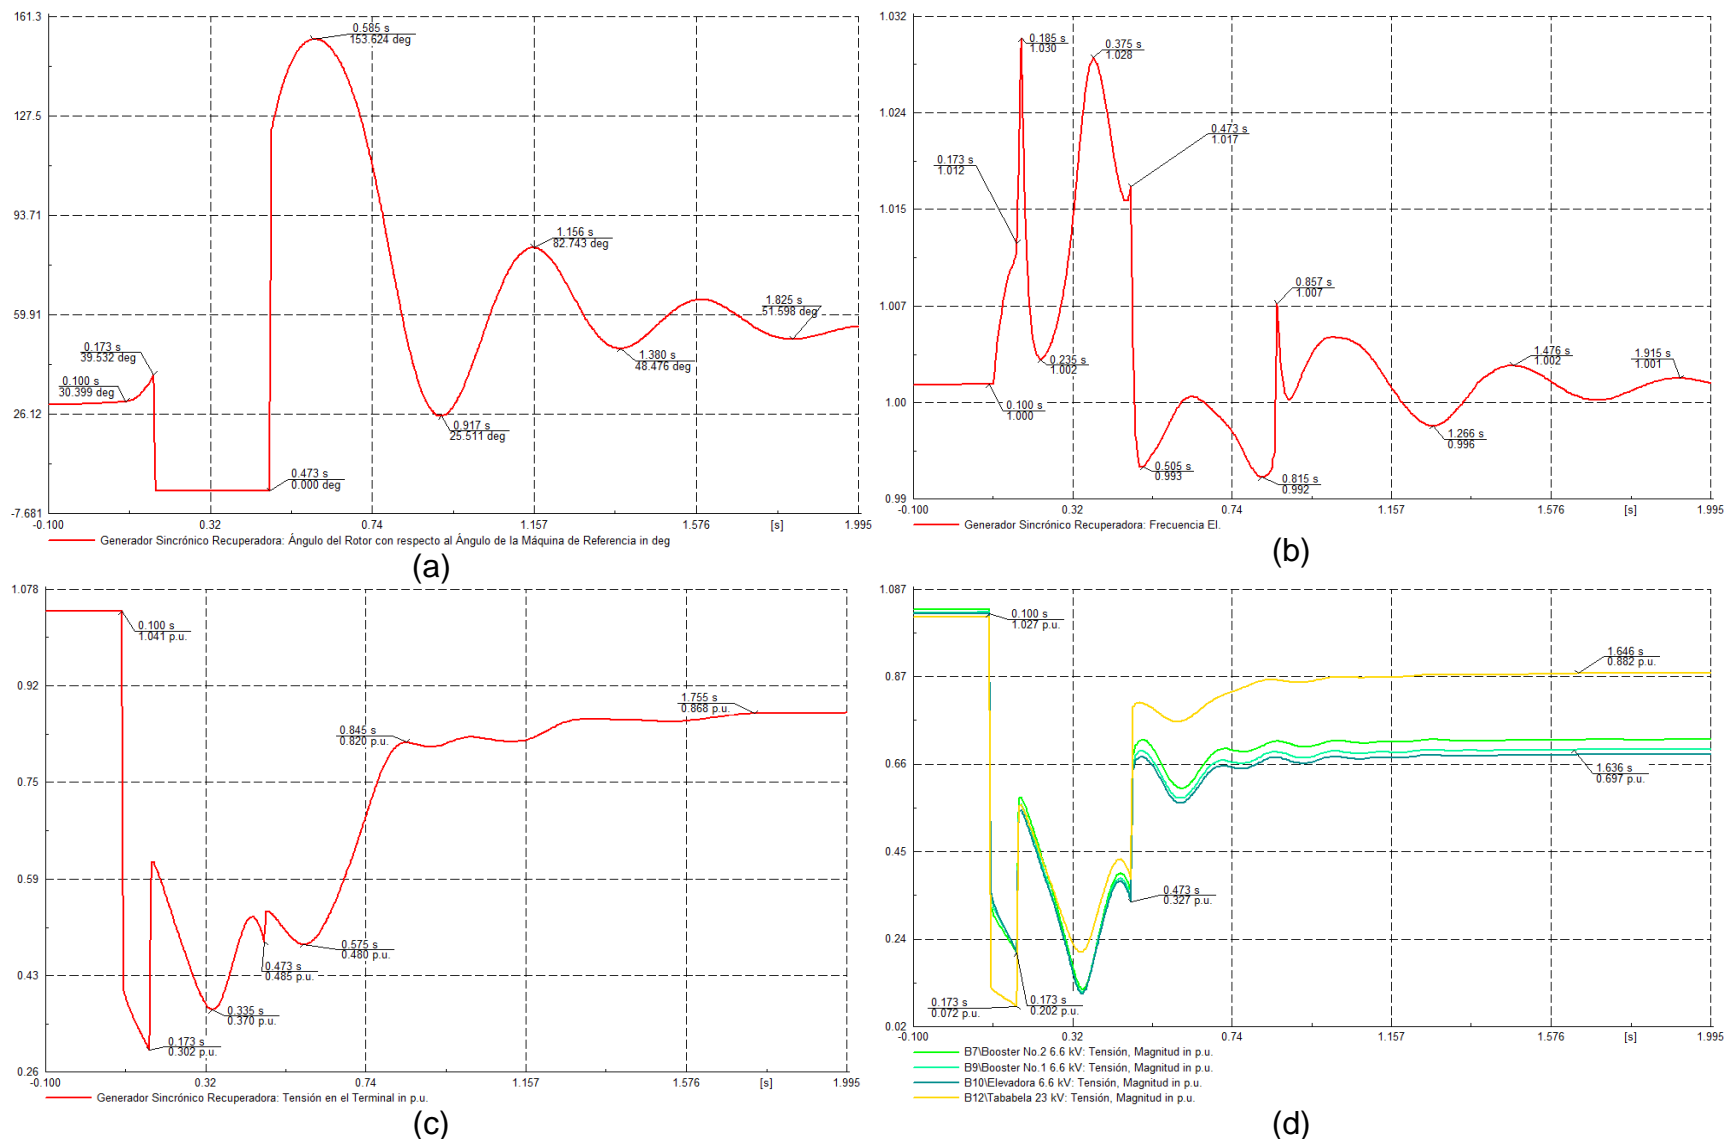 161.3
127.5
93.71
59.91
26.12
-7.681
-0.100
0.32
0.74
1.157
1.576
[s]
1.995
0.585 s
153.624 deg
0.173 s
39.532 deg
0.100 s
30.399 deg
0.473 s
0.000 deg
0.917 s
25.511 deg
1.156 s
82.743 deg
1.380 s
48.476 deg
1.825 s
51.598 deg
Generador Sincrónico Recuperadora: Ángulo del Rotor con respecto al Ángulo de la Máquina de Referencia in deg
(a)
1.032
1.024
1.015
1.007
1.00
0.99
-0.100
0.32
0.74
1.157
1.576
[s]
1.995
0.185 s
1.030
0.375 s
1.028
0.173 s
1.012
0.473 s
1.017
0.235 s
1.002
0.100 s
1.000
0.505 s
0.993
0.857 s
1.007
0.815 s
0.992
1.266 s
0.996
1.476 s
1.002
1.915 s
1.001
Generador Sincrónico Recuperadora: Frecuencia El.
(b)
1.078
0.92
0.75
0.59
0.43
0.26
-0.100
0.32
0.74
1.157
1.576
[s]
1.995
0.100 s
1.041 p.u.
0.173 s
0.302 p.u.
0.335 s
0.370 p.u.
0.473 s
0.485 p.u.
0.575 s
0.480 p.u.
0.845 s
0.820 p.u.
1.755 s
0.868 p.u.
Generador Sincrónico Recuperadora: Tensión en el Terminal in p.u.
(c)
1.087
0.87
0.66
0.45
0.24
0.02
-0.100
0.32
0.74
1.157
1.576
[s]
1.995
0.100 s
1.027 p.u.
0.173 s
0.072 p.u.
0.173 s
0.202 p.u.
0.473 s
0.327 p.u.
1.646 s
0.882 p.u.
1.636 s
0.697 p.u.
B7\Booster No.2 6.6 kV: Tensión, Magnitud in p.u.
B9\Booster No.1 6.6 kV: Tensión, Magnitud in p.u.
B10\Elevadora 6.6 kV: Tensión, Magnitud in p.u.
B12\Tababela 23 kV: Tensión, Magnitud in p.u.
(d)